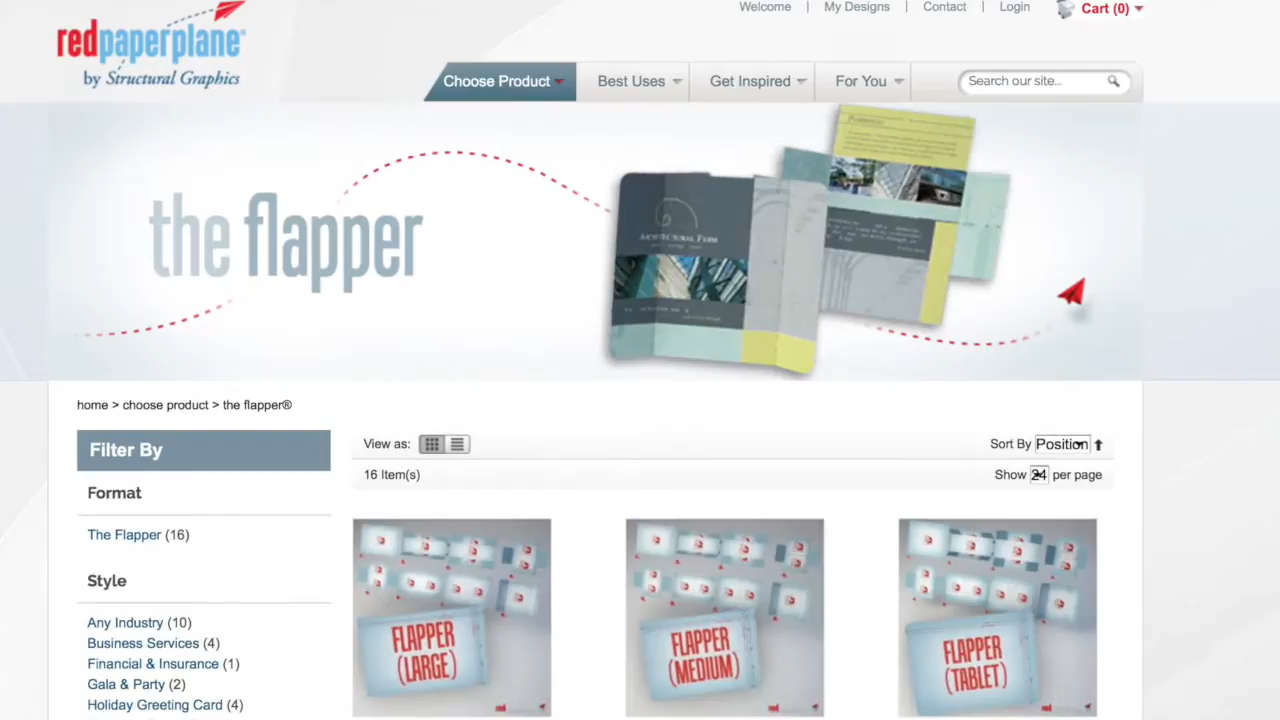 Welcome | My Designs | Contact | Login Cart (0)
redpaperplane®
by Structural Graphics
Choose Product Best Uses Get Inspired For You Search our site...
the flapper
ARCHITECTURAL FIRM
home > choose product > the flapper®
Filter By
View as: Sort By Position
16 Item(s) Show 24 per page
Format
The Flapper (16)
Style
Any Industry (10)
Business Services (4)
Financial & Insurance (1)
Gala & Party (2)
Holiday Greeting Card (4)
FLAPPER FLAPPER FLAPPER
(LARGE) (MEDIUM) (TABLET)